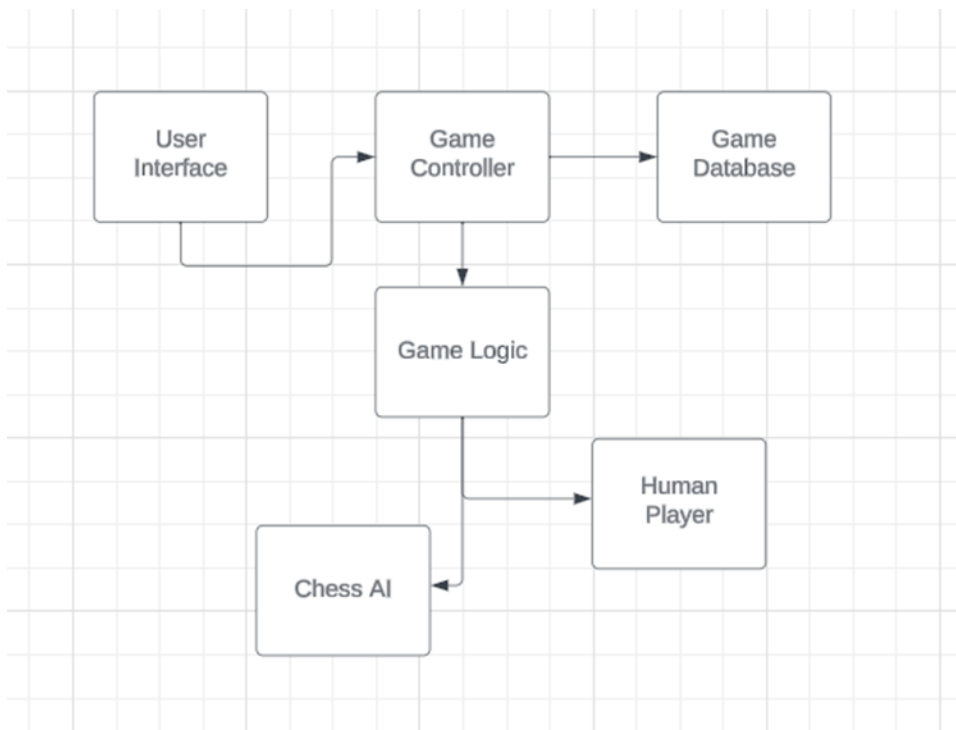 User
Interface
Game
Controller
Game
Database
Game Logic
Human
Player
Chess AI